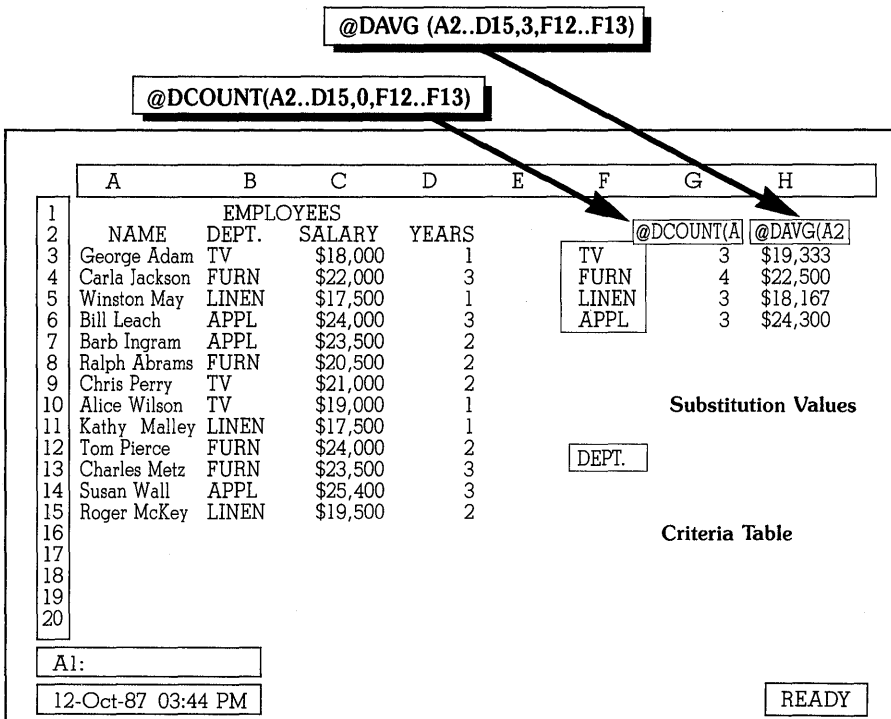 @DAVG (A2..D15,3,F12..F13)
@DCOUNT(A2..D15,0,F12..F13)
A B C D E F G H
1 EMPLOYEES
2 NAME DEPT. SALARY YEARS @DCOUNT(A @DAVG(A2
3 George Adam TV $18,000 1 TV 3 $19,333
4 Carla Jackson FURN $22,000 3 FURN 4 $22,500
5 Winston May LINEN $17,500 1 LINEN 3 $18,167
6 Bill Leach APPL $24,000 3 APPL 3 $24,300
7 Barb Ingram APPL $23,500 2
8 Ralph Abrams FURN $20,500 2
9 Chris Perry TV $21,000 2
10 Alice Wilson TV $19,000 1 Substitution Values
11 Kathy Malley LINEN $17,500 1
12 Tom Pierce FURN $24,000 2 DEPT.
13 Charles Metz FURN $23,500 3
14 Susan Wall APPL $25,400 3
15 Roger McKey LINEN $19,500 2
16 Criteria Table
17
18
19
20
A1:
12-Oct-87 03:44 PM READY